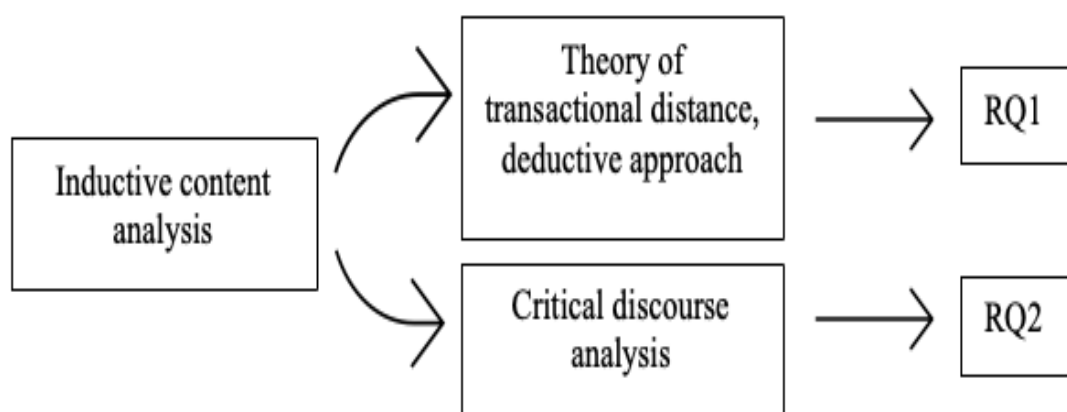 Theory of
transactional distance,
deductive approach
RQ1
Inductive content
analysis
Critical discourse
analysis
RQ2